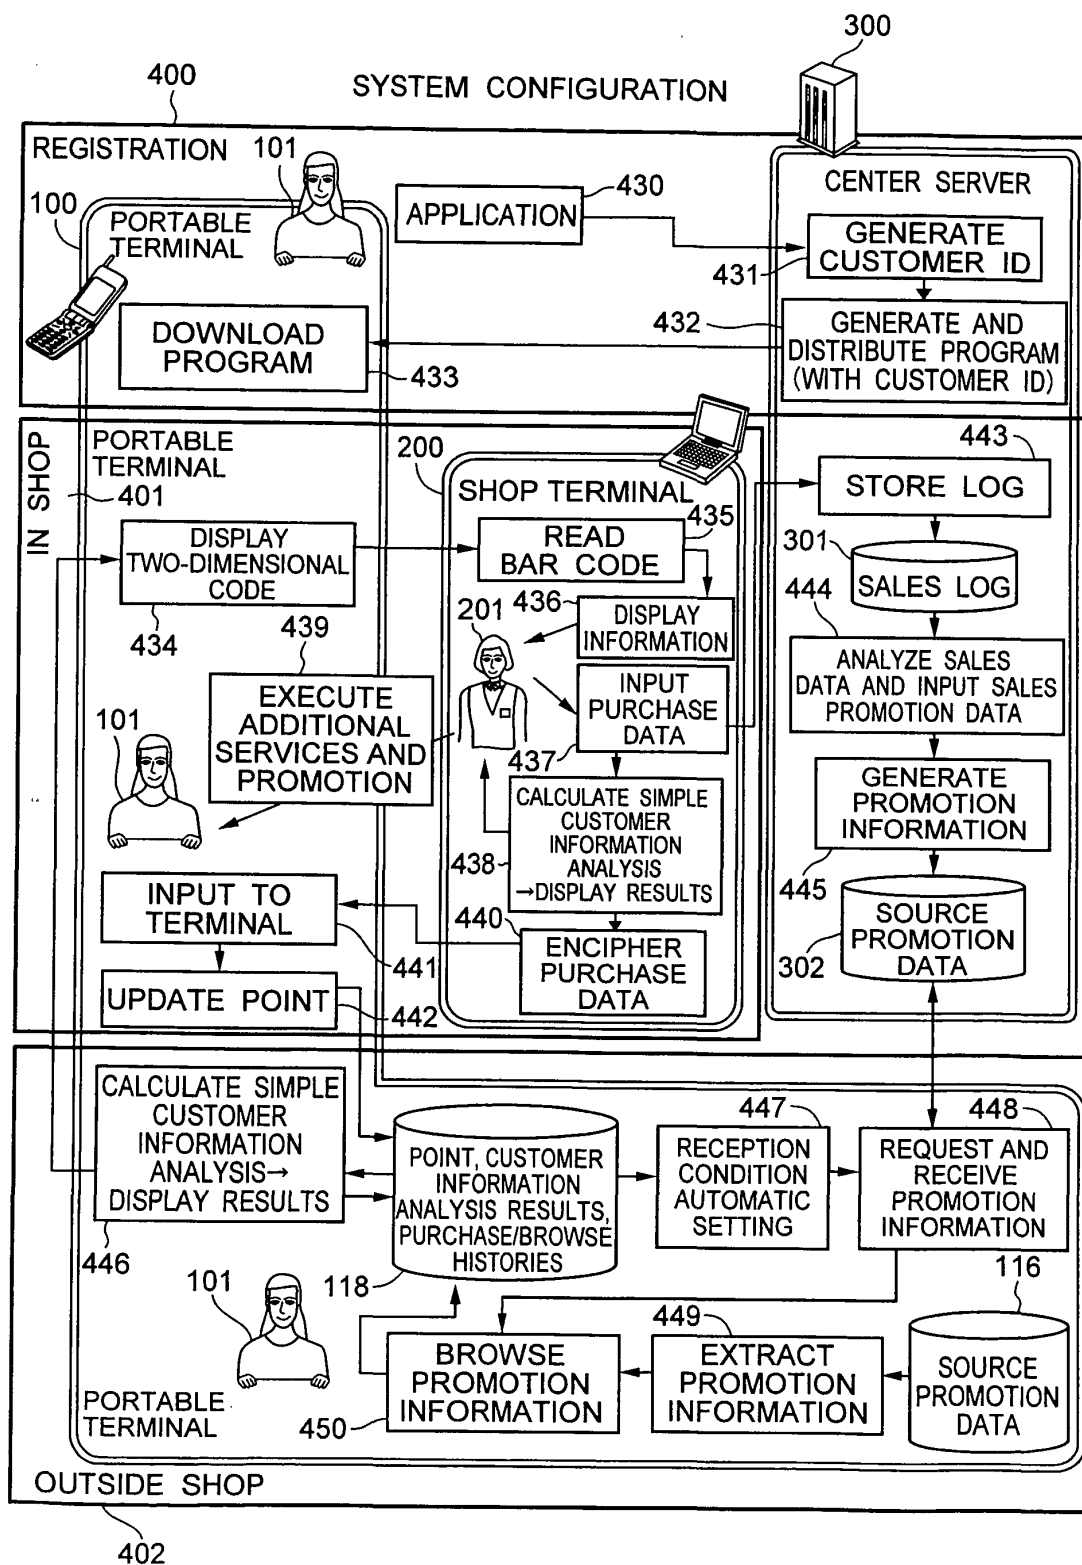 300
400
SYSTEM CONFIGURATION
REGISTRATION
101
430
CENTER SERVER
100
PORTABLE
TERMINAL
APPLICATION
GENERATE
CUSTOMER ID
431
432
DOWNLOAD
PROGRAM
433
GENERATE AND
DISTRIBUTE PROGRAM
(WITH CUSTOMER ID)
IN SHOP
PORTABLE
TERMINAL
401
200
443
SHOP TERMINAL
STORE LOG
435
DISPLAY
TWO-DIMENSIONAL
CODE
READ
BAR CODE
301
SALES LOG
434
439
436
201
DISPLAY
INFORMATION
444
ANALYZE SALES
DATA AND INPUT SALES
PROMOTION DATA
EXECUTE
ADDITIONAL
SERVICES AND
PROMOTION
INPUT
PURCHASE
DATA
437
101
GENERATE
PROMOTION
INFORMATION
445
CALCULATE SIMPLE
CUSTOMER
INFORMATION
ANALYSIS
→DISPLAY RESULTS
438
INPUT TO
TERMINAL
441
440
ENCIPHER
PURCHASE
DATA
SOURCE
PROMOTION
DATA
302
UPDATE POINT
442
CALCULATE SIMPLE
CUSTOMER
INFORMATION
ANALYSIS→
DISPLAY RESULTS
446
POINT, CUSTOMER
INFORMATION
ANALYSIS RESULTS,
PURCHASE/BROWSE
HISTORIES
118
447
RECEPTION
CONDITION
AUTOMATIC
SETTING
448
REQUEST AND
RECEIVE
PROMOTION
INFORMATION
101
116
449
BROWSE
PROMOTION
INFORMATION
450
EXTRACT
PROMOTION
INFORMATION
SOURCE
PROMOTION
DATA
PORTABLE
TERMINAL
OUTSIDE SHOP
402